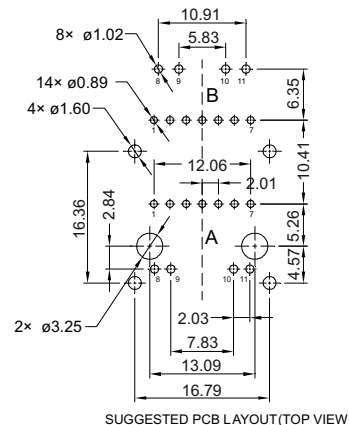 10.91
8× ø1.02
5.83
8 9 10 11
14× ø0.89
B
6.35
4× ø1.60
1 7
12.06
10.41
2.01
16.36
2.84
1 7
A
5.26
8 9 10 11
4.57
2× ø3.25
2.03
7.83
13.09
16.79
SUGGESTED PCB LAYOUT(TOP VIEW